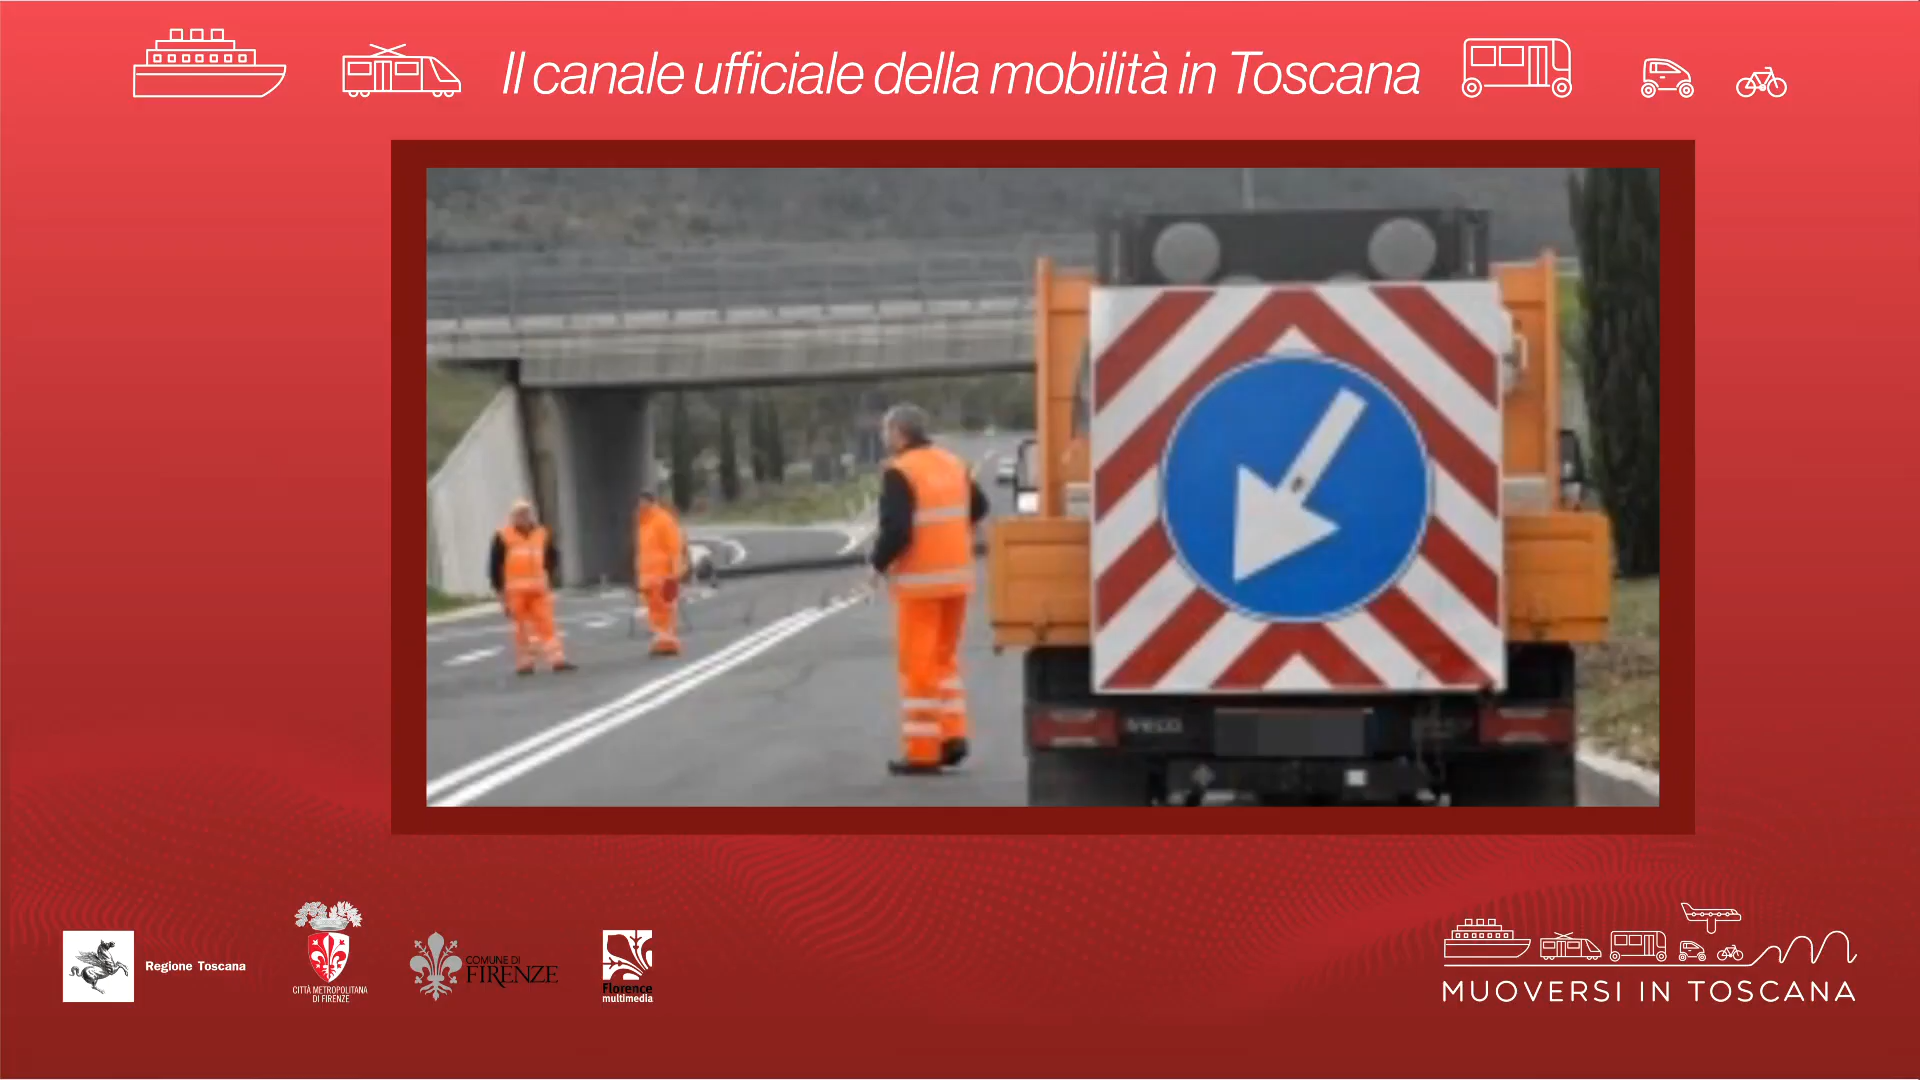 Il canale ufficiale della mobilità in Toscana
IVECO
Regione Toscana
CITTÀ METROPOLITANA
DI FIRENZE
COMUNE DI
FIRENZE
Florence
multimedia
MUOVERSI IN TOSCANA